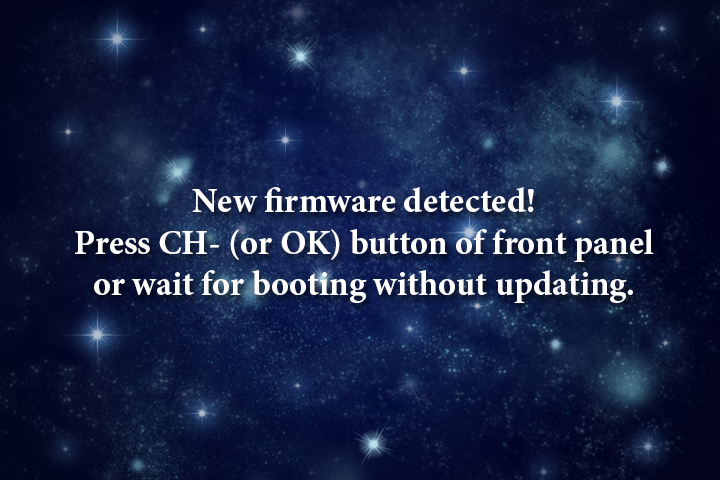 New firmware detected!
Press CH- (or OK) button of front panel
or wait for booting without updating.